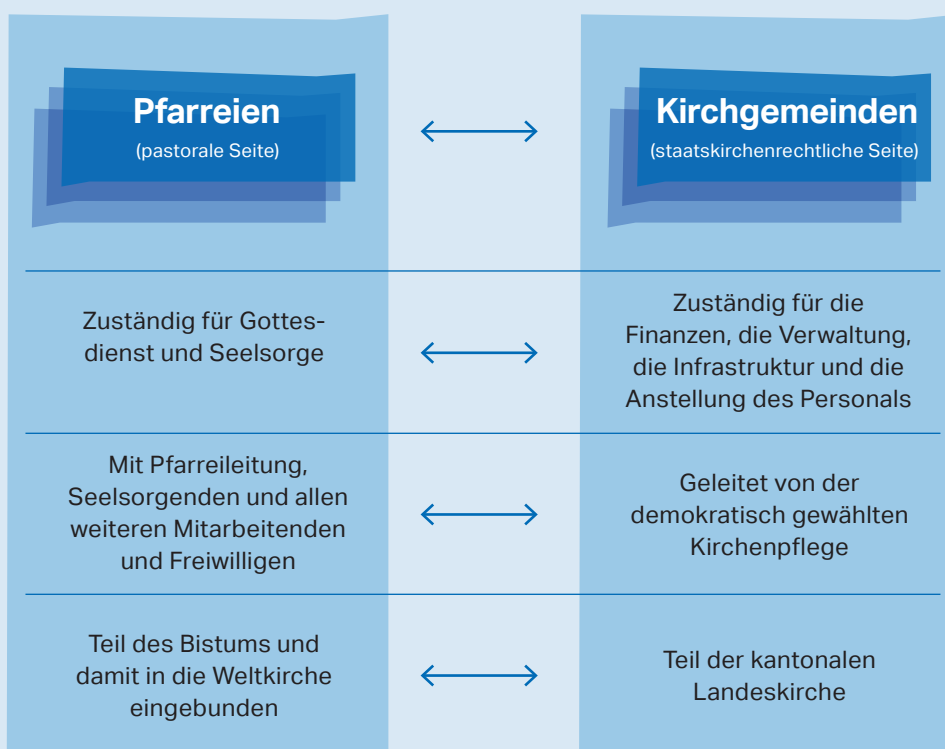 Pfarreien
(pastorale Seite)
Kirchgemeinden
(staatskirchenrechtliche Seite)
Zuständig für Gottes-
dienst und Seelsorge
Zuständig für die
Finanzen, die Verwaltung,
die Infrastruktur und die
Anstellung des Personals
Mit Pfarreileitung,
Seelsorgenden und allen
weiteren Mitarbeitenden
und Freiwilligen
Geleitet von der
demokratisch gewählten
Kirchenpflege
Teil des Bistums und
damit in die Weltkirche
eingebunden
Teil der kantonalen
Landeskirche